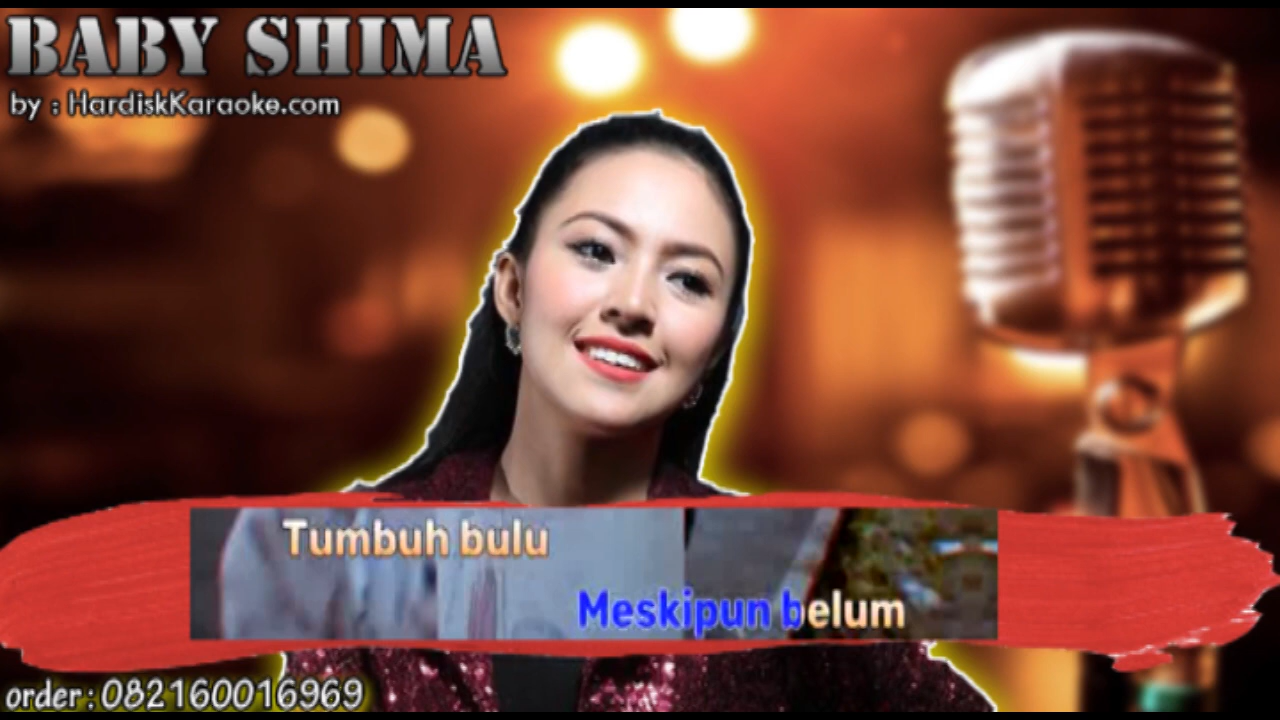 BABY SHIMA
by : HardiskKaraoke.com
Tumbuh bulu
Meskipun belum
order : 082160016969